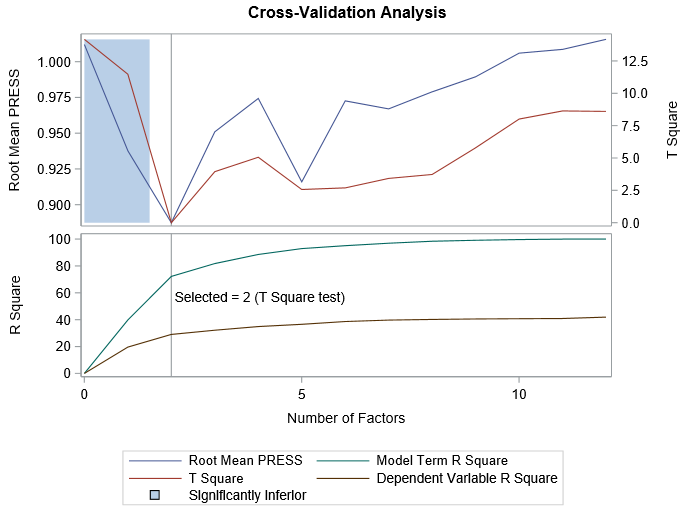 Cross-Validation Analysis
Root Mean PRESS
1.000
0.975
0.950
0.925
0.900
T Square
12.5
10.0
7.5
5.0
2.5
0.0
R Square
100
80
60
40
20
0
Selected = 2 (T Square test)
0 5 10
Number of Factors
Root Mean PRESS Model Term R Square
T Square Dependent Variable R Square
Significantly Inferior